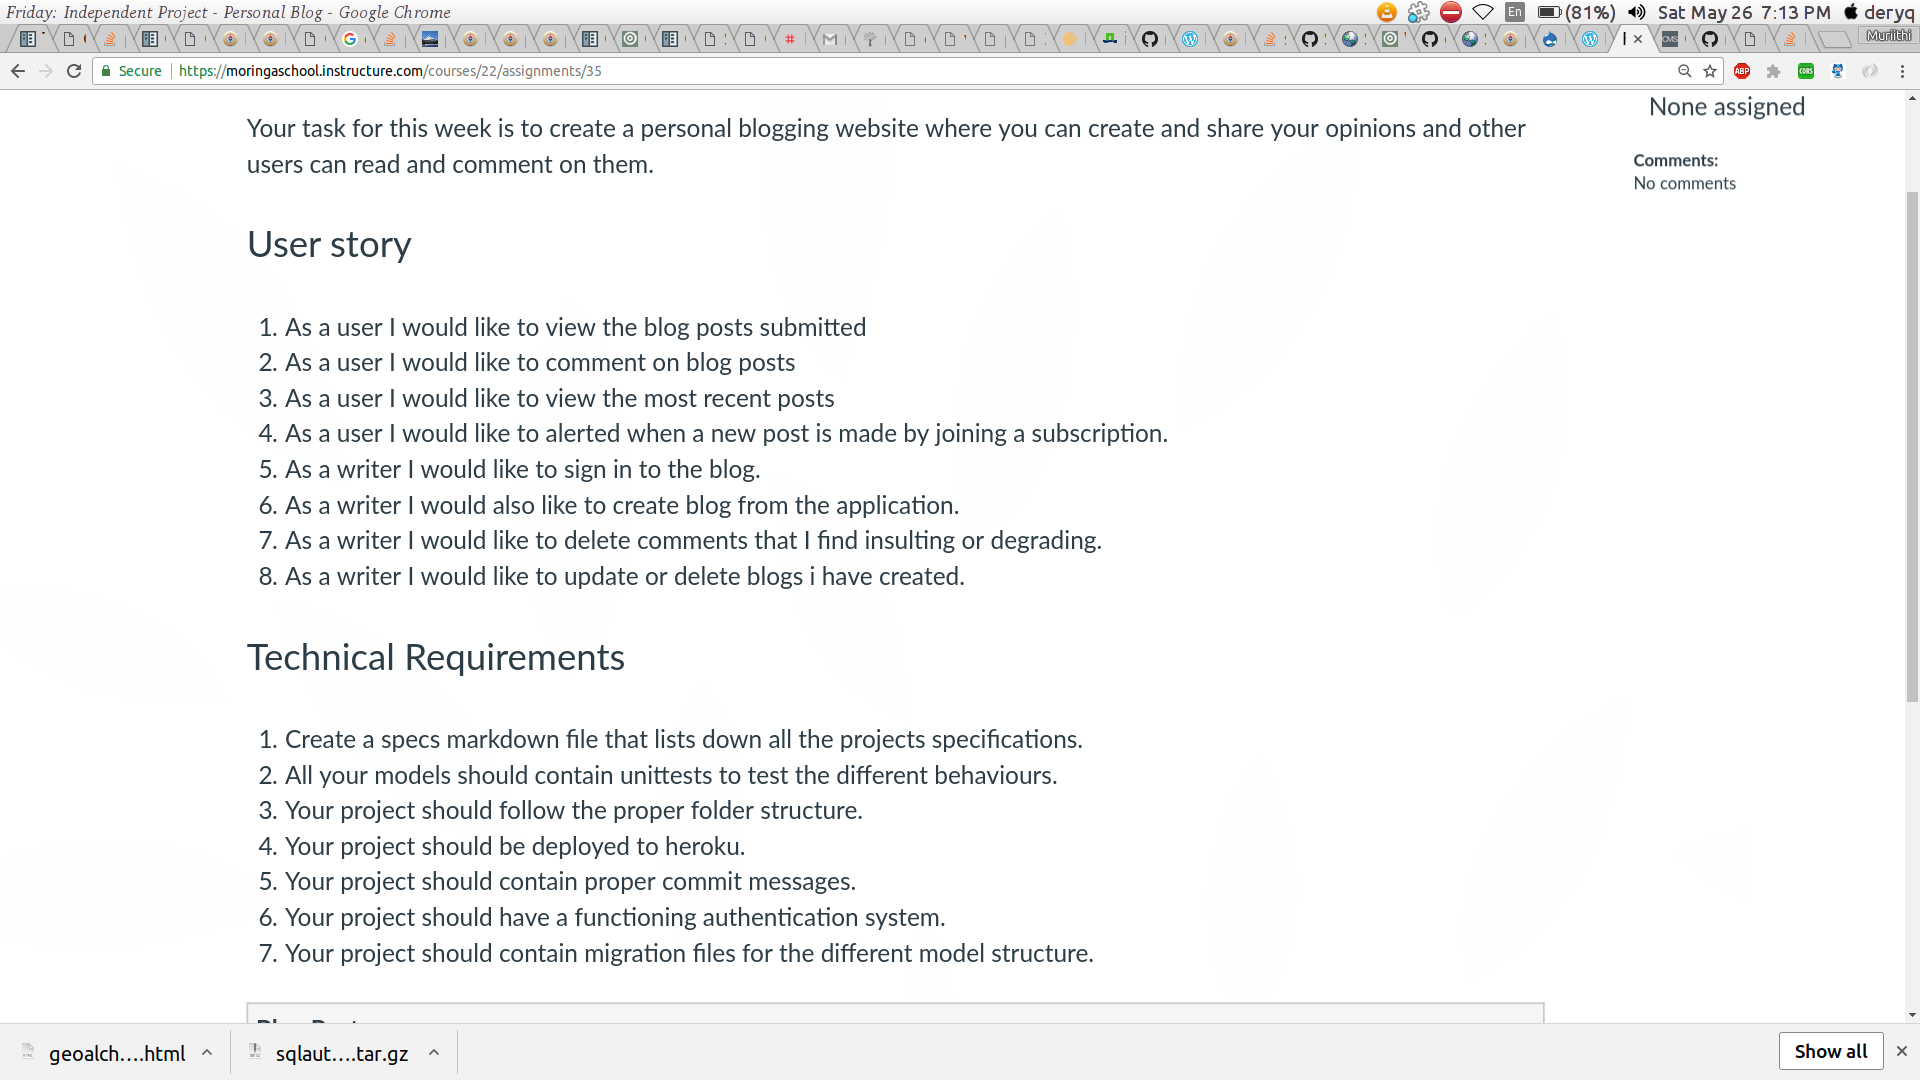 Friday: Independent Project - Personal Blog - Google Chrome
En (81%) Sat May 26 7:13 PM deryq
Muriithi
Secure https://moringaschool.instructure.com/courses/22/assignments/35
ABP CORS
None assigned
Your task for this week is to create a personal blogging website where you can create and share your opinions and other
users can read and comment on them.
Comments:
No comments
User story
1. As a user I would like to view the blog posts submitted
2. As a user I would like to comment on blog posts
3. As a user I would like to view the most recent posts
4. As a user I would like to alerted when a new post is made by joining a subscription.
5. As a writer I would like to sign in to the blog.
6. As a writer I would also like to create blog from the application.
7. As a writer I would like to delete comments that I find insulting or degrading.
8. As a writer I would like to update or delete blogs i have created.
Technical Requirements
1. Create a specs markdown file that lists down all the projects specifications.
2. All your models should contain unittests to test the different behaviours.
3. Your project should follow the proper folder structure.
4. Your project should be deployed to heroku.
5. Your project should contain proper commit messages.
6. Your project should have a functioning authentication system.
7. Your project should contain migration files for the different model structure.
geoalch....html
sqlaut....tar.gz
Show all